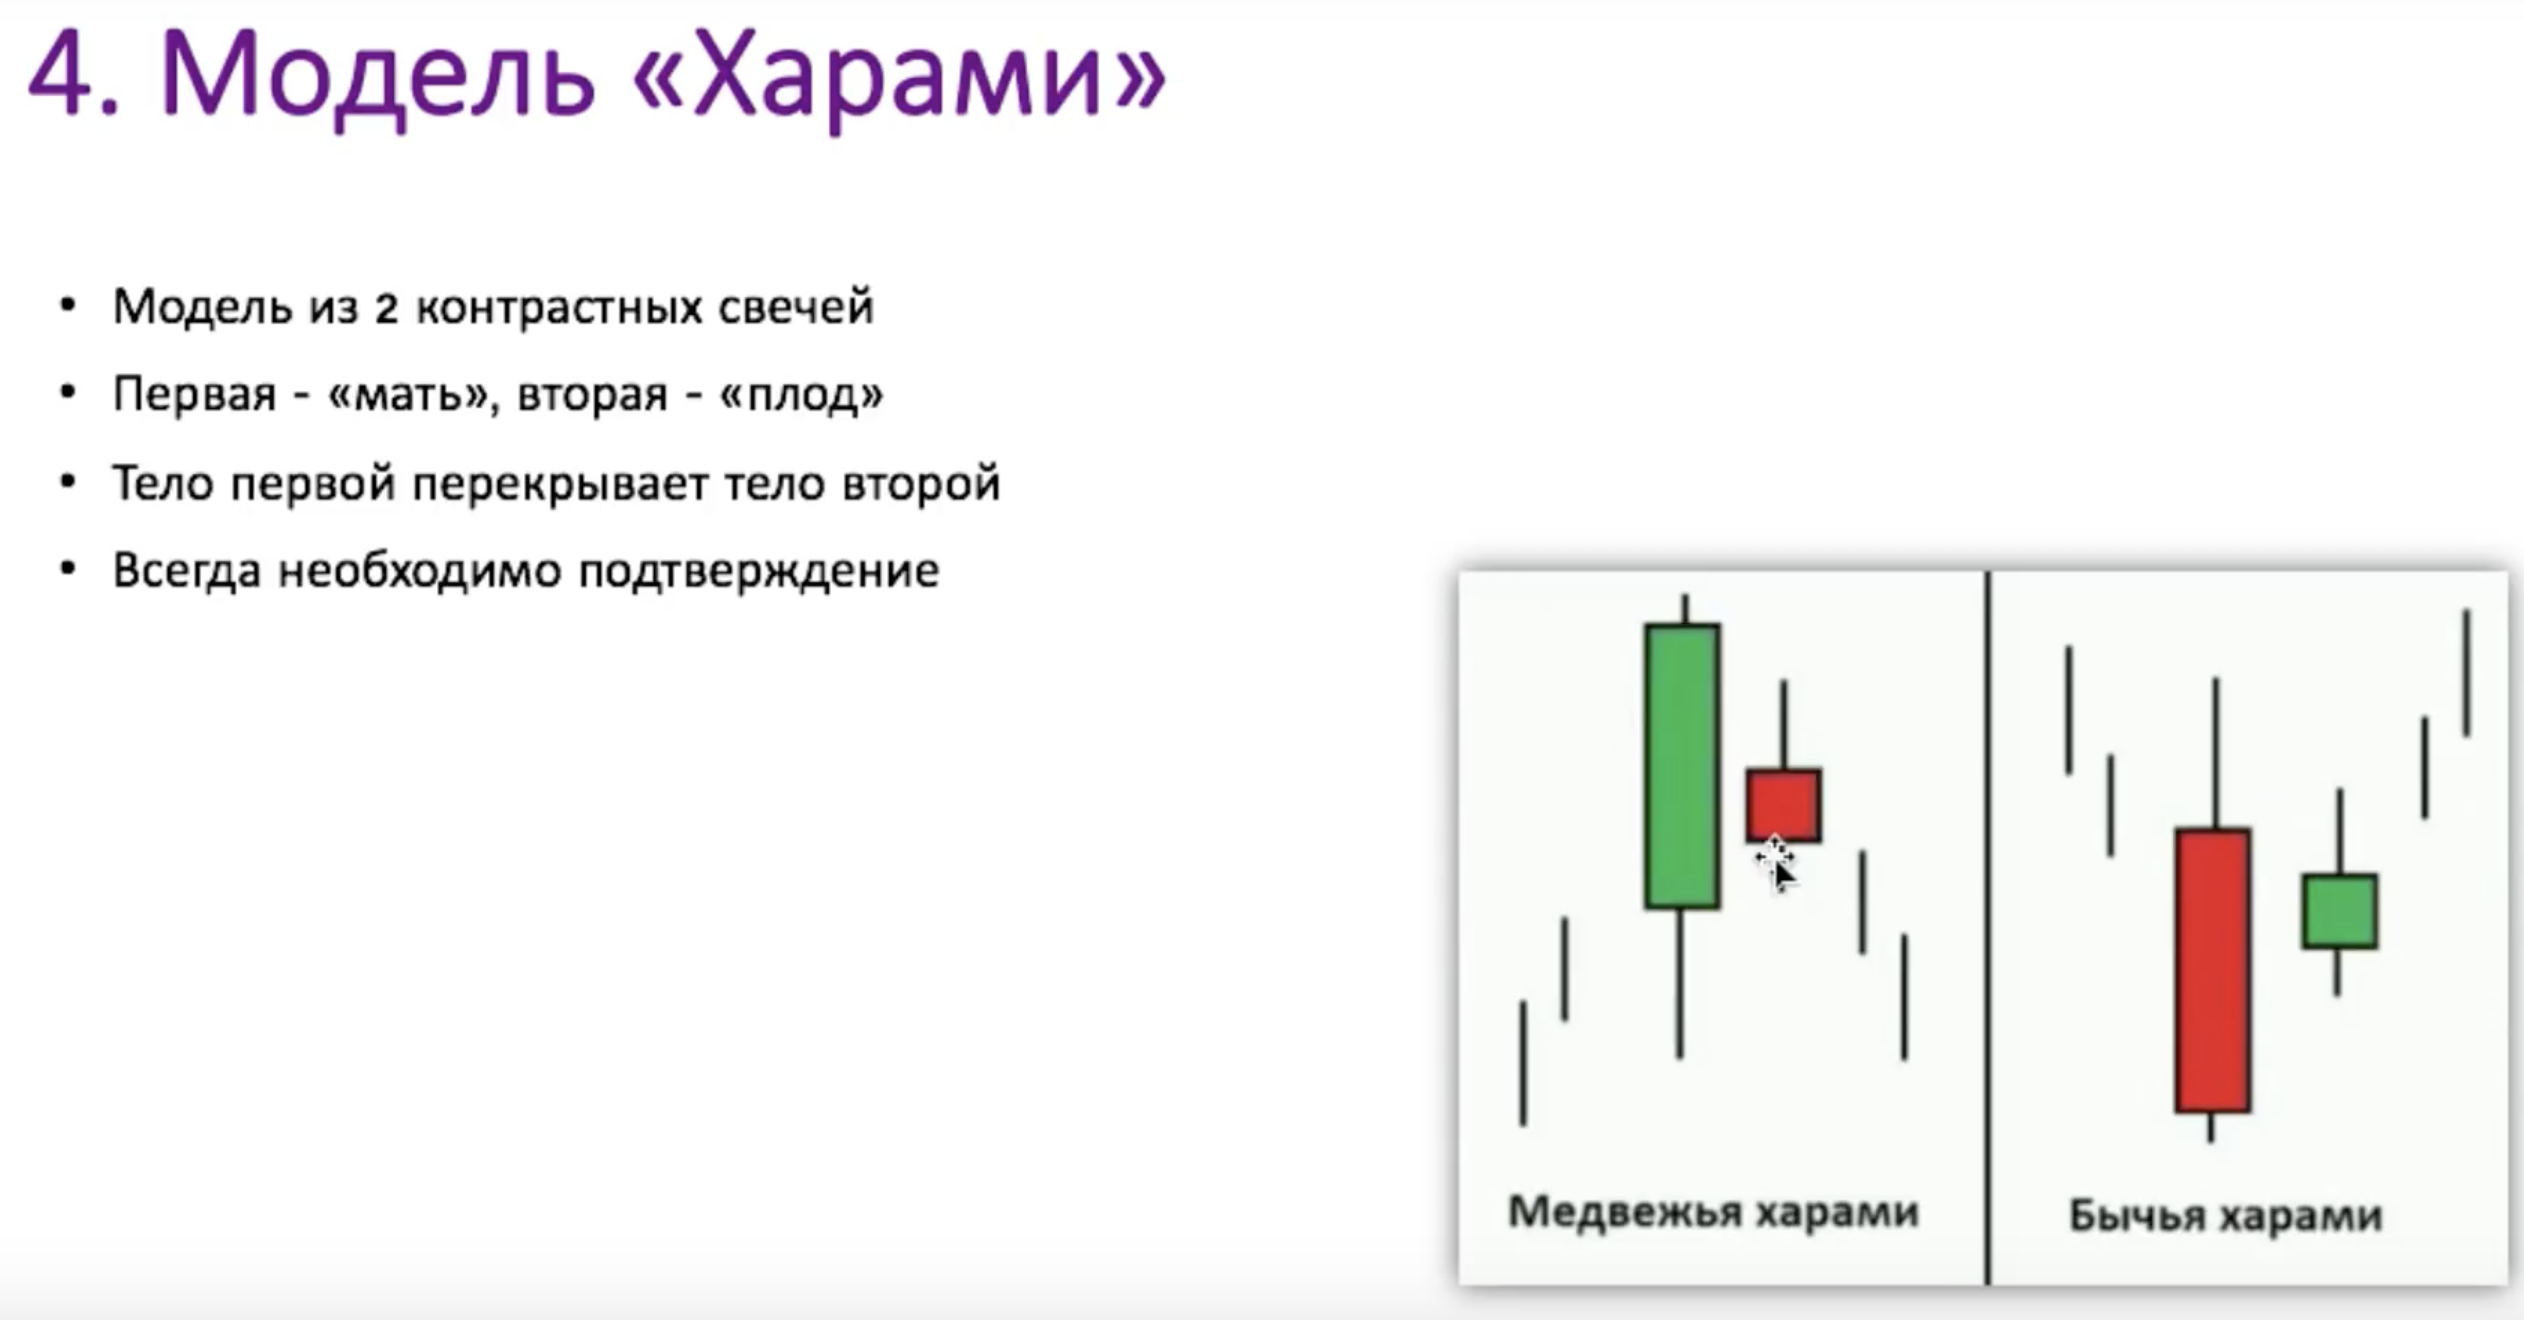 4. Модель «Харами»
• Модель из 2 контрастных свечей
• Первая - «мать», вторая - «плод»
• Тело первой перекрывает тело второй
• Всегда необходимо подтверждение
Медвежья харами
Бычья харами